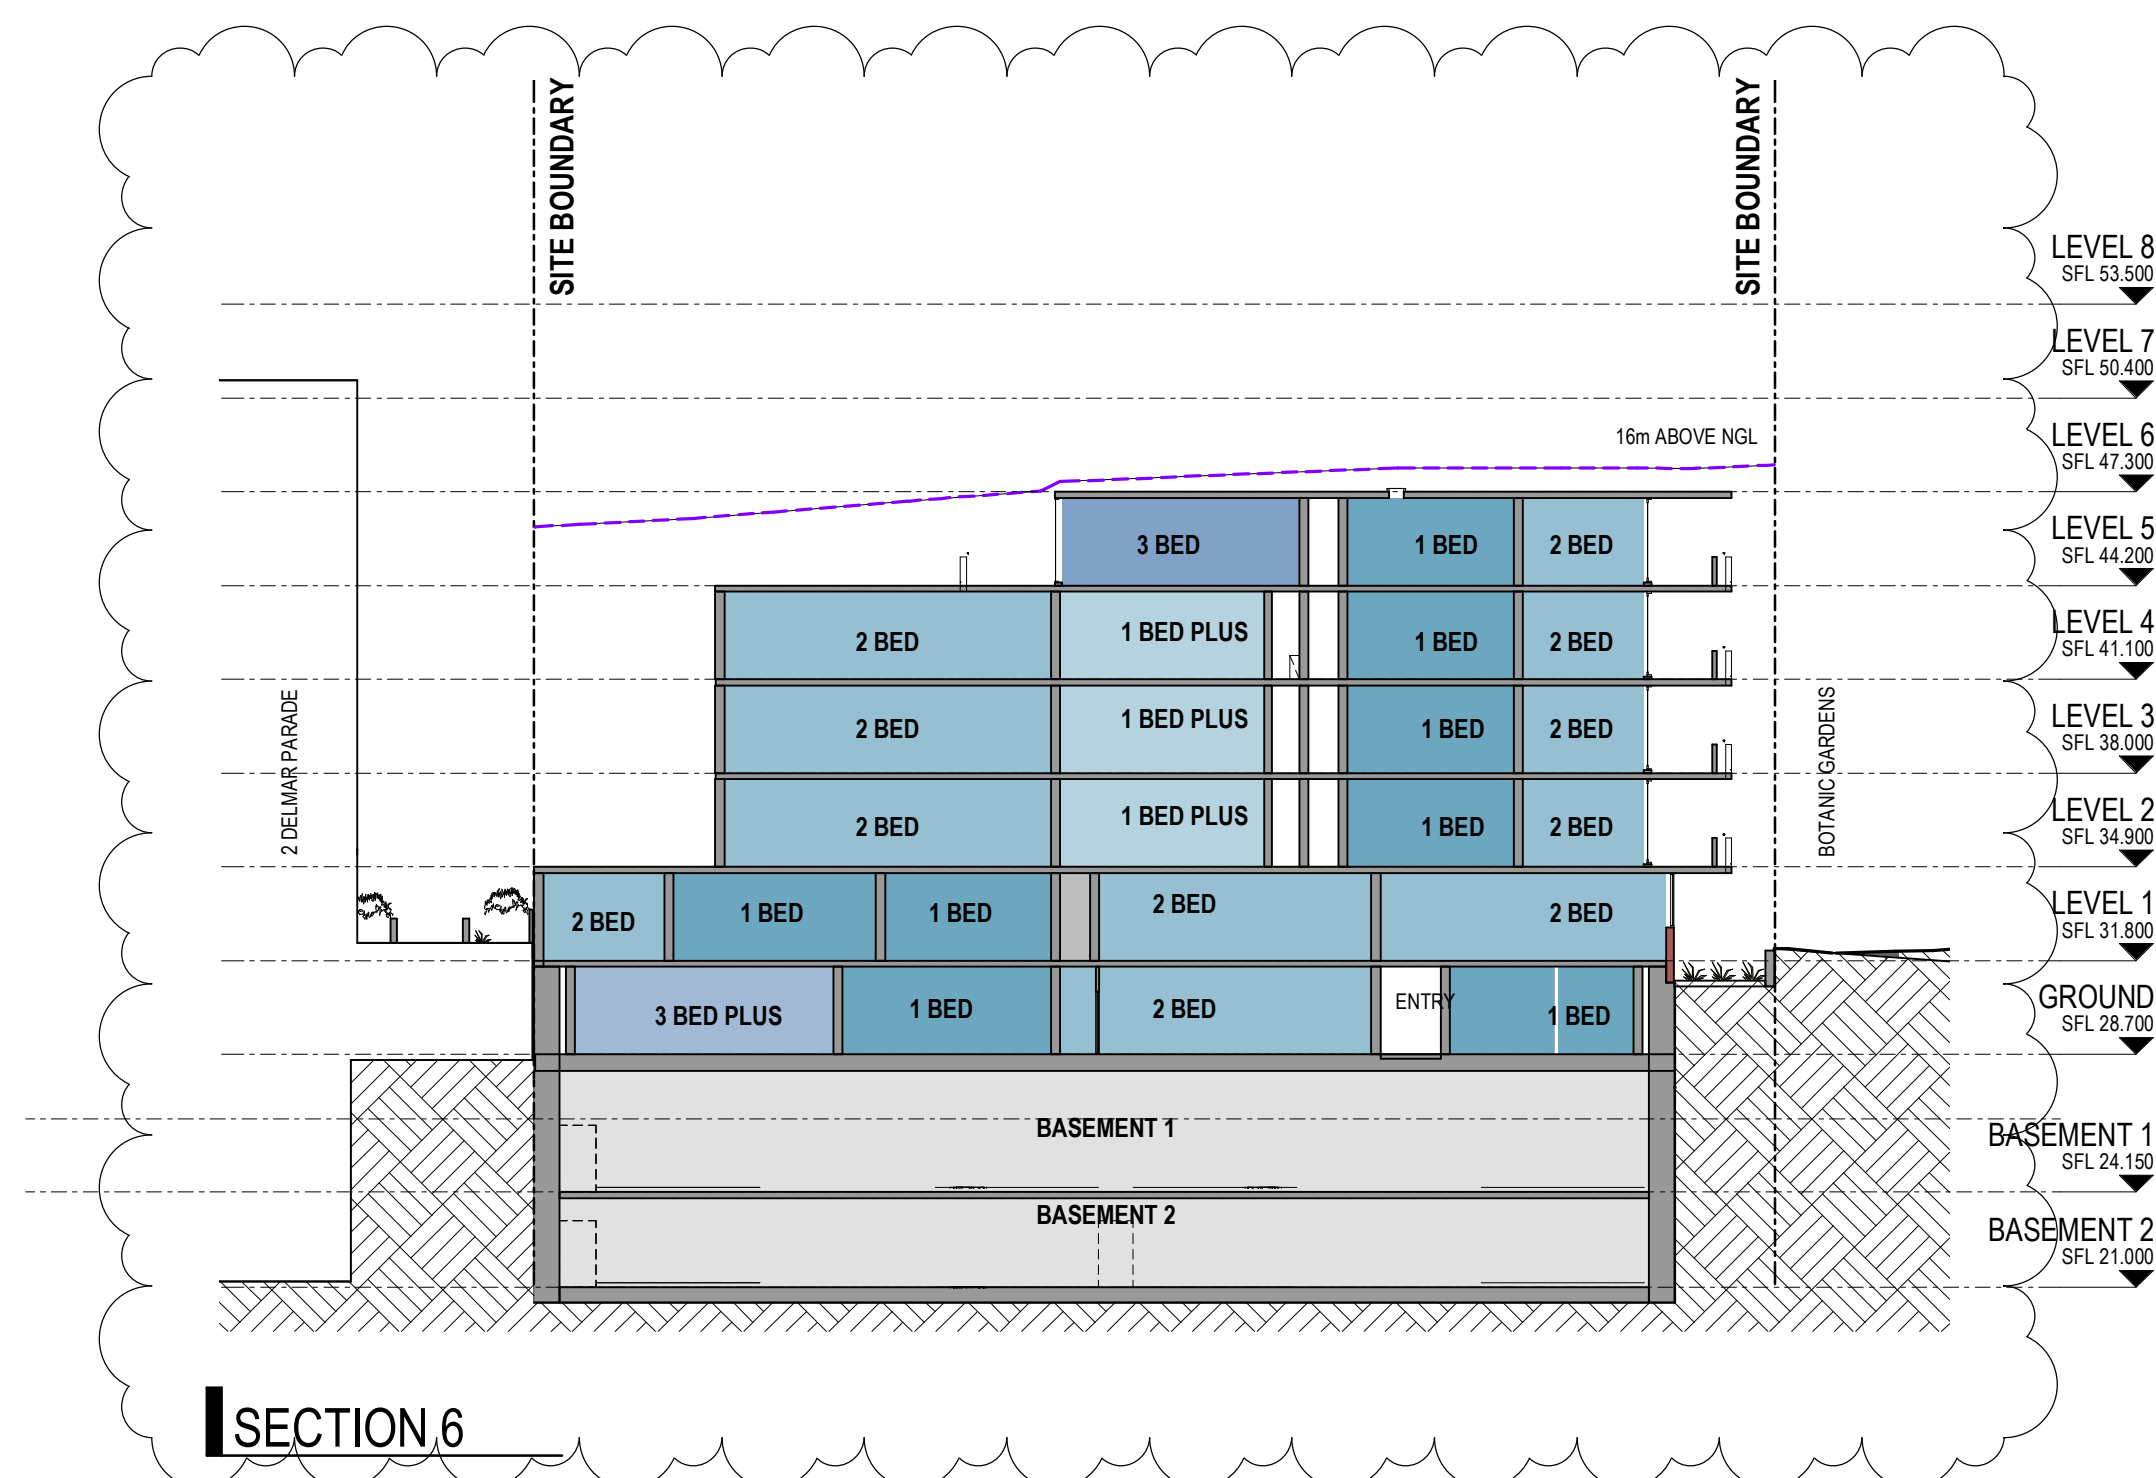 SITE BOUNDARY
SITE BOUNDARY
LEVEL 8
SFL 53.500
LEVEL 7
SFL 50.400
16m ABOVE NGL
LEVEL 6
SFL 47.300
LEVEL 5
SFL 44.200
3 BED
1 BED
2 BED
LEVEL 4
SFL 41.100
2 BED
1 BED PLUS
1 BED
2 BED
LEVEL 3
SFL 38.000
2 BED
1 BED PLUS
1 BED
2 BED
2 DELMAR PARADE
BOTANIC GARDENS
LEVEL 2
SFL 34.900
2 BED
1 BED PLUS
1 BED
2 BED
LEVEL 1
SFL 31.800
2 BED
1 BED
1 BED
2 BED
2 BED
GROUND
SFL 28.700
3 BED PLUS
1 BED
2 BED
ENTRY
1 BED
BASEMENT 1
BASEMENT 1
SFL 24.150
BASEMENT 2
BASEMENT 2
SFL 21.000
SECTION 6